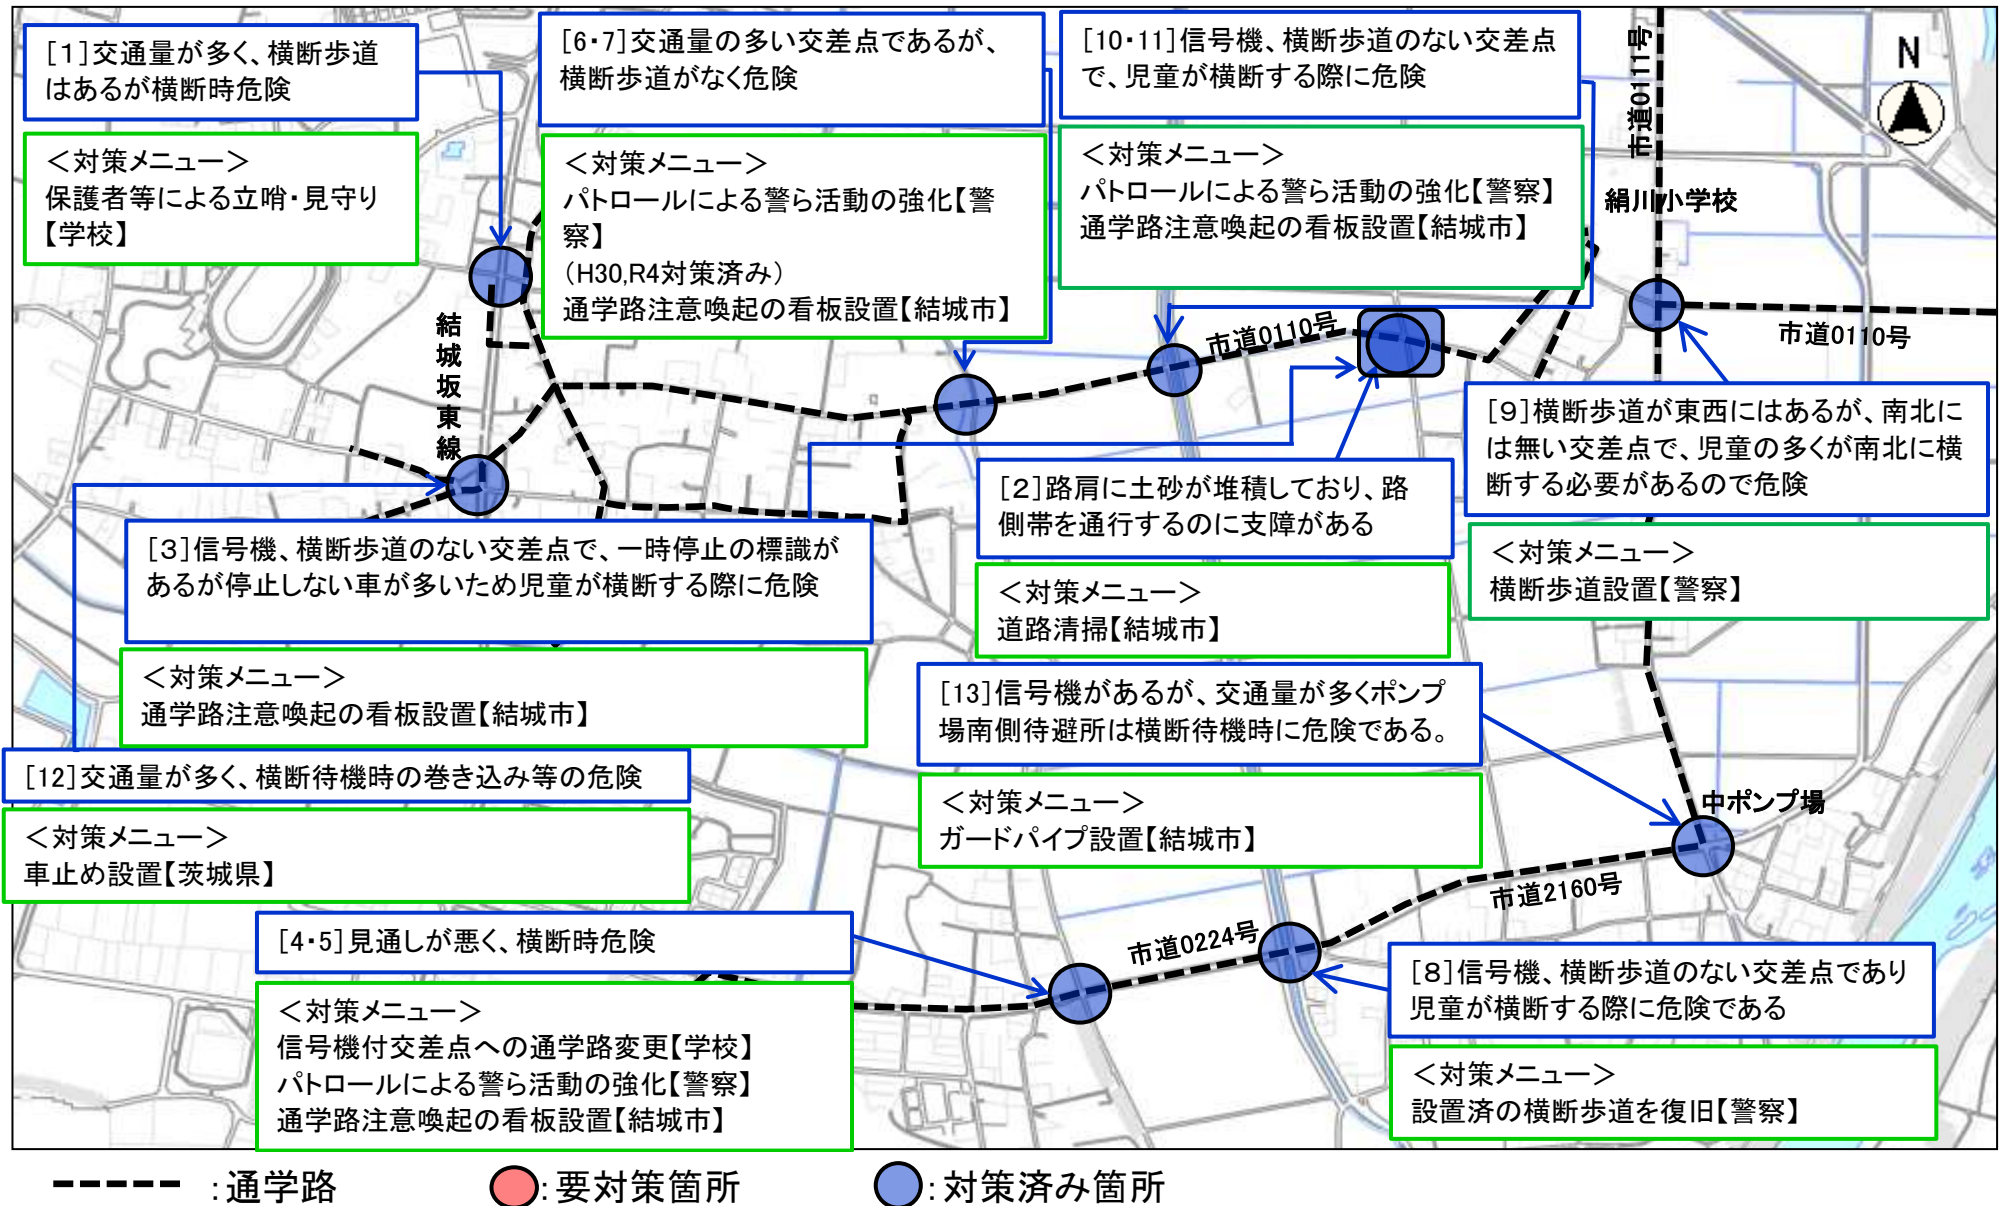 [1]交通量が多く、横断歩道
はあるが横断時危険
＜対策メニュー＞
保護者等による立哨・見守り
【学校】
[6・7]交通量の多い交差点であるが、
横断歩道がなく危険
＜対策メニュー＞
パトロールによる警ら活動の強化【警
察】
（H30,R4対策済み）
通学路注意喚起の看板設置【結城市】
[10・11]信号機、横断歩道のない交差点
で、児童が横断する際に危険
＜対策メニュー＞
パトロールによる警ら活動の強化【警察】
通学路注意喚起の看板設置【結城市】
市道0111号
N
絹川小学校
結城坂東線
市道0110号
市道0110号
[9]横断歩道が東西にはあるが、南北に
は無い交差点で、児童の多くが南北に横
断する必要があるので危険
＜対策メニュー＞
横断歩道設置【警察】
[2]路肩に土砂が堆積しており、路
側帯を通行するのに支障がある
＜対策メニュー＞
道路清掃【結城市】
[3]信号機、横断歩道のない交差点で、一時停止の標識が
あるが停止しない車が多いため児童が横断する際に危険
＜対策メニュー＞
通学路注意喚起の看板設置【結城市】
[13]信号機があるが、交通量が多くポンプ
場南側待避所は横断待機時に危険である。
＜対策メニュー＞
ガードパイプ設置【結城市】
[12]交通量が多く、横断待機時の巻き込み等の危険
＜対策メニュー＞
車止め設置【茨城県】
中ポンプ場
市道2160号
市道0224号
[4・5]見通しが悪く、横断時危険
＜対策メニュー＞
信号機付交差点への通学路変更【学校】
パトロールによる警ら活動の強化【警察】
通学路注意喚起の看板設置【結城市】
[8]信号機、横断歩道のない交差点であり
児童が横断する際に危険である
＜対策メニュー＞
設置済の横断歩道を復旧【警察】
：通学路
：要対策箇所
：対策済み箇所